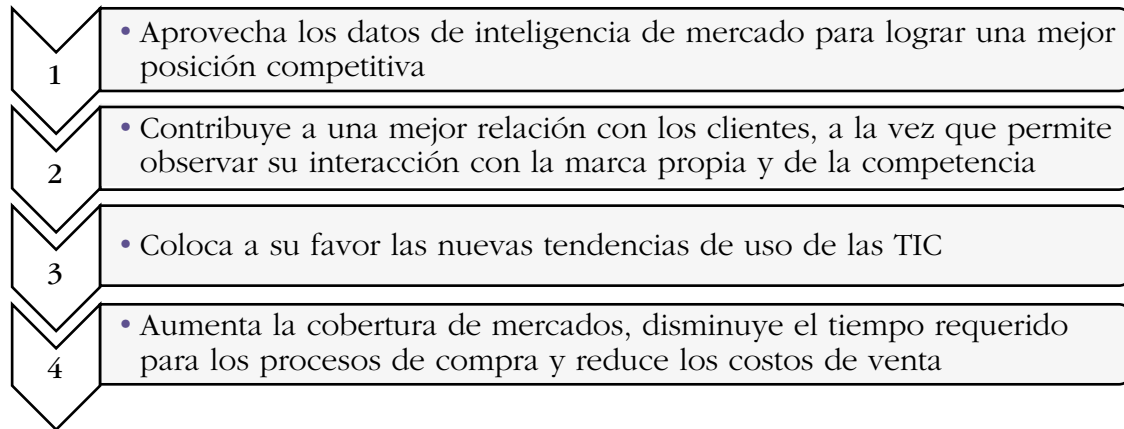 1
• Aprovecha los datos de inteligencia de mercado para lograr una mejor
posición competitiva
2
• Contribuye a una mejor relación con los clientes, a la vez que permite
observar su interacción con la marca propia y de la competencia
3
• Coloca a su favor las nuevas tendencias de uso de las TIC
4
• Aumenta la cobertura de mercados, disminuye el tiempo requerido
para los procesos de compra y reduce los costos de venta